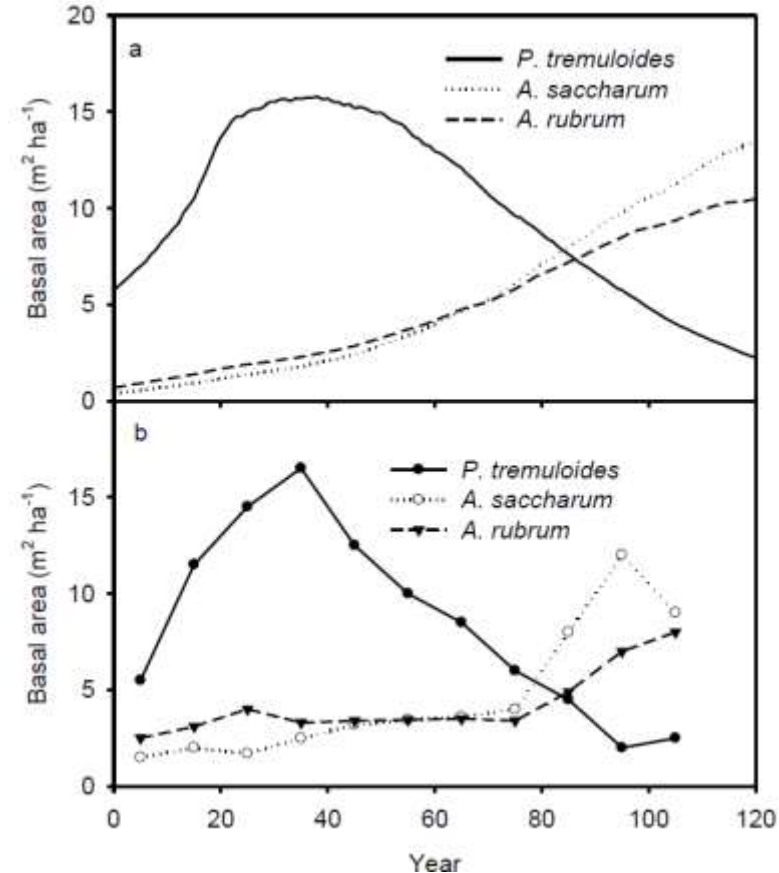 20
a
P. tremuloides
A. saccharum
A. rubrum
15
10
5
0
Basal area (m² ha⁻¹)
b
P. tremuloides
A. saccharum
A. rubrum
15
10
5
0
Basal area (m² ha⁻¹)
0 20 40 60 80 100 120
Year